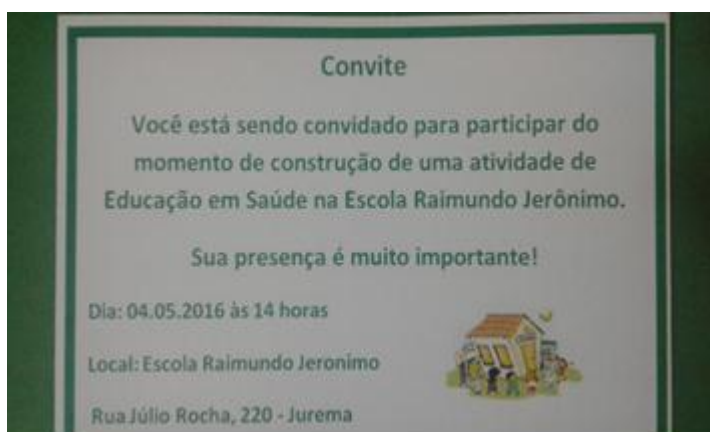 Convite
Você está sendo convidado para participar do
momento de construção de uma atividade de
Educação em Saúde na Escola Raimundo Jerônimo.
Sua presença é muito importante!
Dia: 04.05.2016 às 14 horas
Local: Escola Raimundo Jeronimo
Rua Júlio Rocha, 220 - Jurema